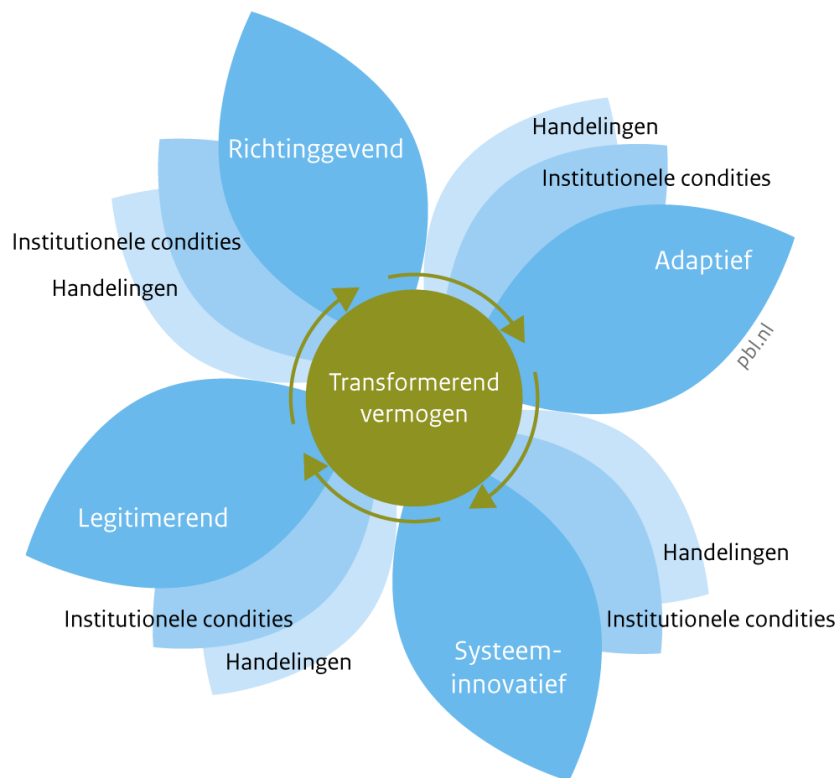 Richtinggevend
Institutionele condities
Handelingen
Handelingen
Institutionele condities
Adaptief
pbl.nl
Transformerend
vermogen
Legitimerend
Institutionele condities
Handelingen
Handelingen
Institutionele condities
Systeem-
innovatief